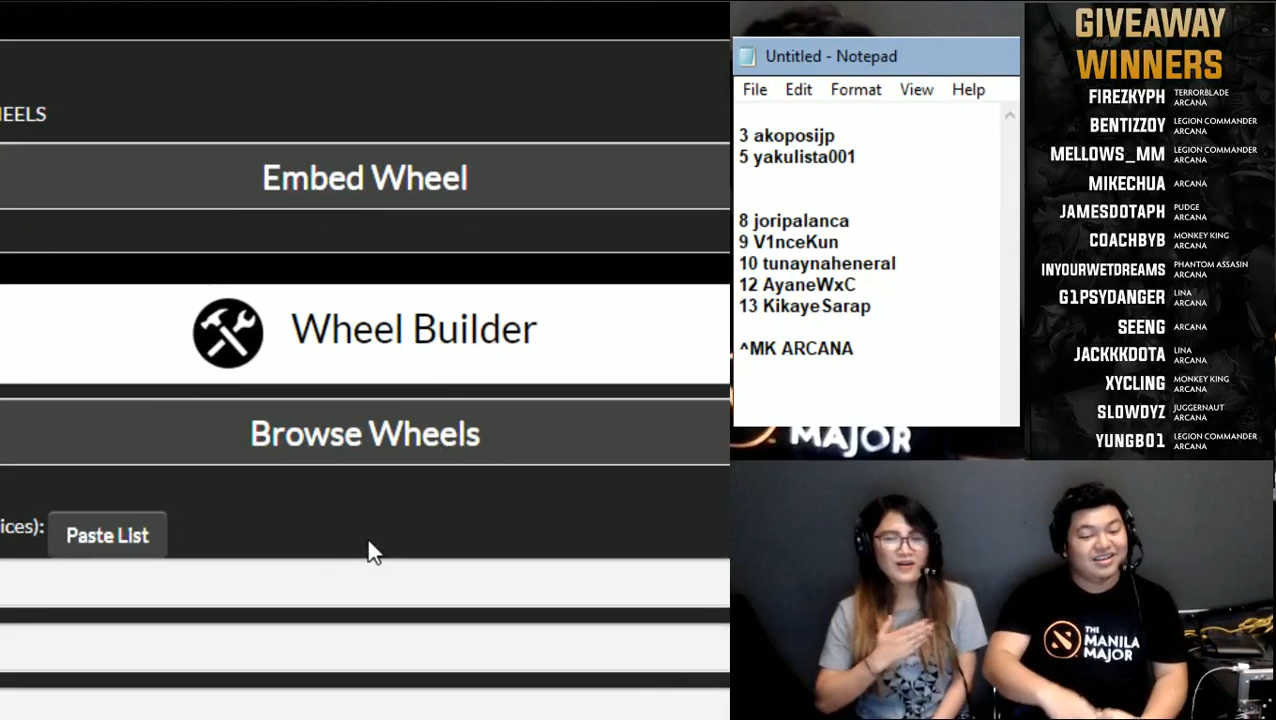 HEELS
Embed Wheel
Wheel Builder
Browse Wheels
ices): Paste List
Untitled - Notepad
File Edit Format View Help
3 akoposijp
5 yakulista001
8 joripalanca
9 V1nceKun
10 tunaynaheneral
12 AyaneWxC
13 KikayeSarap
^MK ARCANA
MAJOR
GIVEAWAY
WINNERS
FIREZKYPH TERRORBLADE
ARCANA
BENTIZZOY LEGION COMMANDER
ARCANA
MELLOWS_MM LEGION COMMANDER
ARCANA
MIKECHUA ARCANA
JAMESDOTAPH PUDGE
ARCANA
COACHBYB MONKEY KING
ARCANA
INYOURWETDREAMS PHANTOM ASSASIN
ARCANA
G1PSYDANGER LINA
ARCANA
SEENG ARCANA
JACKKKDOTA LINA
ARCANA
XYCLING MONKEY KING
ARCANA
SLOWDYZ JUGGERNAUT
ARCANA
YUNGB01 LEGION COMMANDER
ARCANA
THE
MANILA
MAJOR